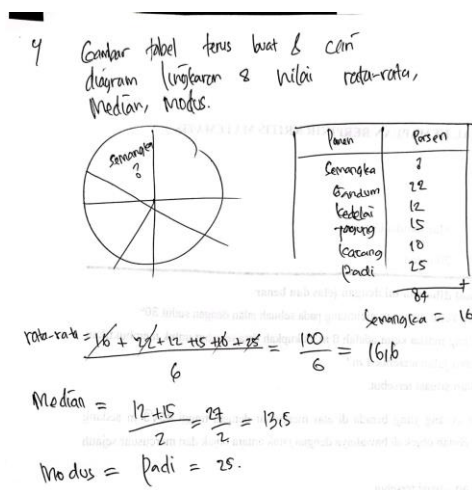 4 Gambar tabel terus buat & cari
diagram lingkaran & nilai rata-rata,
Median, Modus.
Semangka
?
Panen Persen
Semangka ?
Gandum 22
kedelai 12
jagung 15
kacang 10
Padi 25
84 +
Semangka = 16
rata-rata = 16 + 22 + 12 + 15 + 10 + 25 = 100 = 16,16
6 6
Median = 12 + 15 = 27 = 13,5
2 2
Modus = Padi = 25.